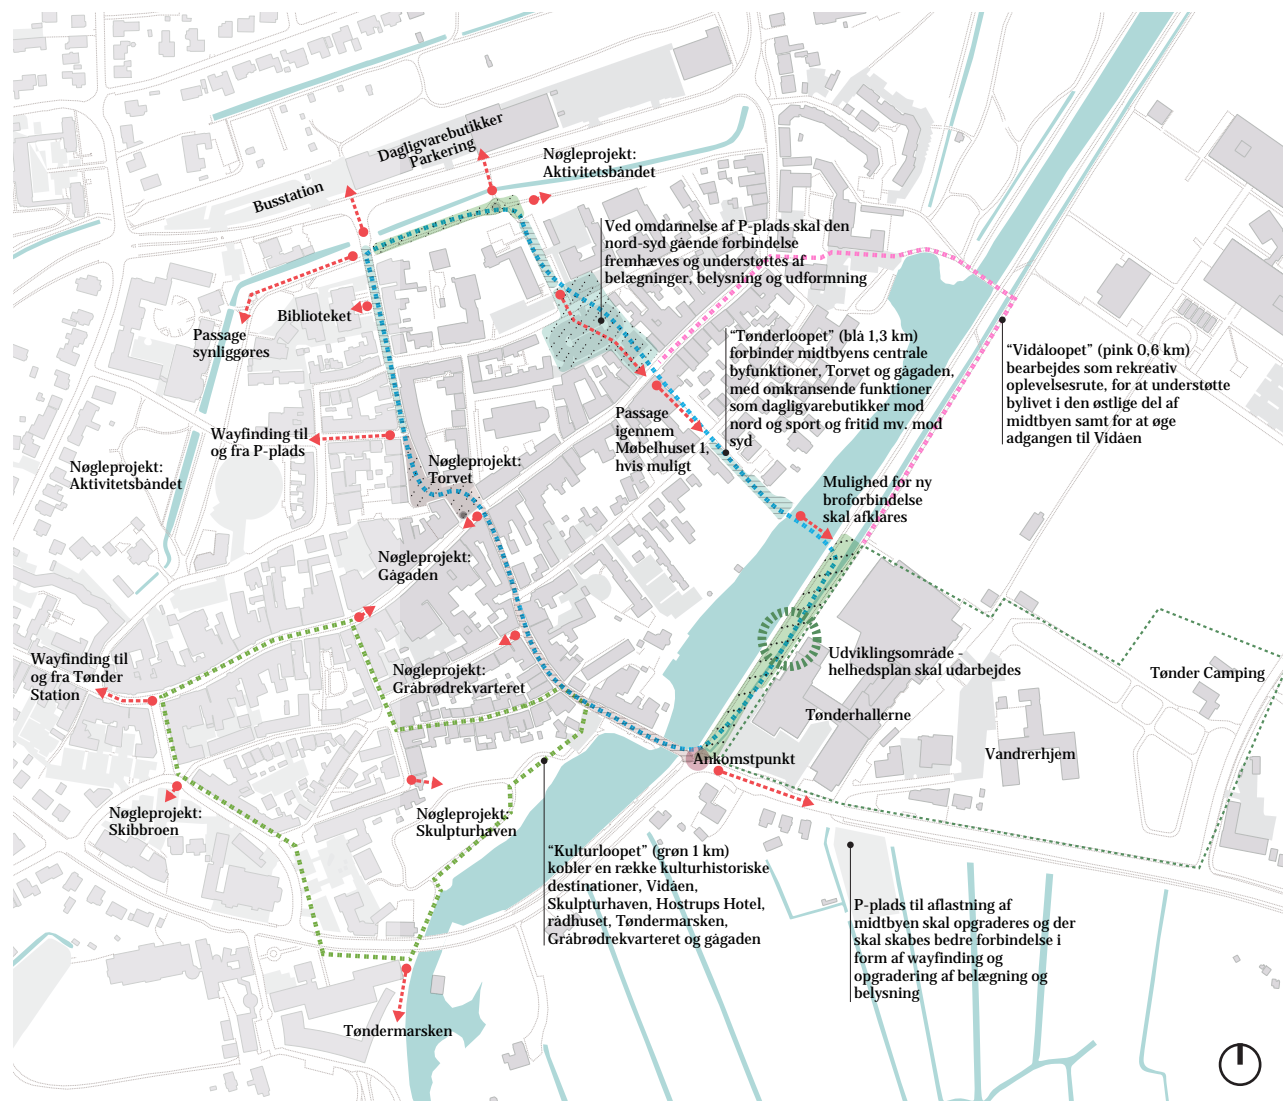 Dagligvarebutikker
Parkering
Busstation
Nøgleprojekt:
Aktivitetsbåndet
Ved omdannelse af P-plads skal den
nord-syd gående forbindelse
fremhæves og understøttes af
belægninger, belysning og udformning
Biblioteket
Passage
synliggøres
“Tønderloopet” (blå 1,3 km)
forbinder midtbyens centrale
byfunktioner, Torvet og gågaden,
med omkransende funktioner
som dagligvarebutikker mod
nord og sport og fritid mv. mod
syd
“Vidåloopet” (pink 0,6 km)
bearbejdes som rekreativ
oplevelsesrute, for at understøtte
bylivet i den østlige del af
midtbyen samt for at øge
adgangen til Vidåen
Passage
igennem
Møbelhuset 1,
hvis muligt
Wayfinding til
og fra P-plads
Nøgleprojekt:
Aktivitetsbåndet
Nøgleprojekt:
Torvet
Mulighed for ny
broforbindelse
skal afklares
Nøgleprojekt:
Gågaden
Wayfinding til
og fra Tønder
Station
Nøgleprojekt:
Gråbrødrekvarteret
Udviklingsområde -
helhedsplan skal udarbejdes
Tønder Camping
Tønderhallerne
Vandrerhjem
Ankomstpunkt
Nøgleprojekt:
Skibbroen
Nøgleprojekt:
Skulpturhaven
“Kulturloopet” (grøn 1 km)
kobler en række kulturhistoriske
destinationer, Vidåen,
Skulpturhaven, Hostrups Hotel,
rådhuset, Tøndermarsken,
Gråbrødrekvarteret og gågaden
P-plads til aflastning af
midtbyen skal opgraderes og der
skal skabes bedre forbindelse i
form af wayfinding og
opgradering af belægning og
belysning
Tøndermarsken